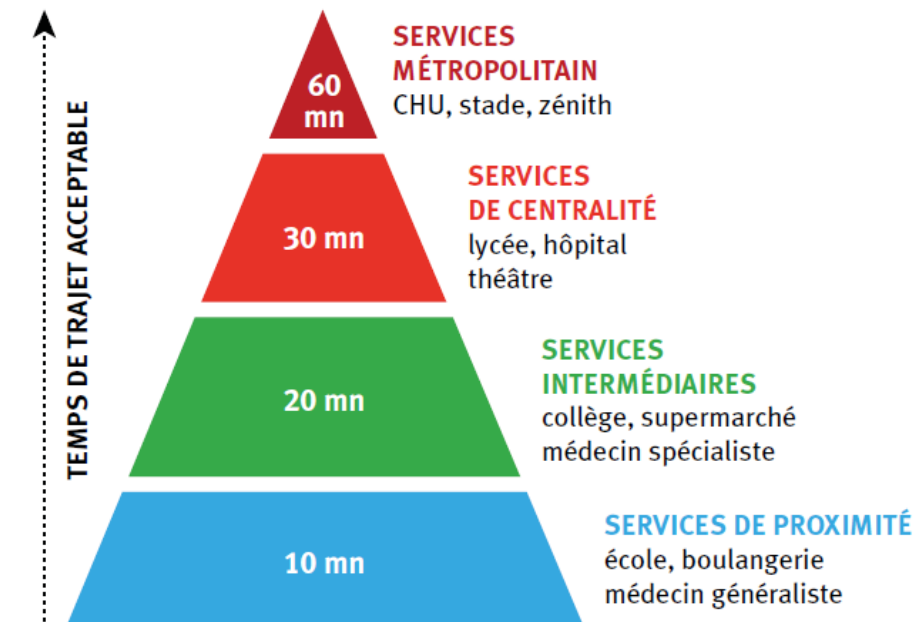 TEMPS DE TRAJET ACCEPTABLE
60
mn
SERVICES
MÉTROPOLITAIN
CHU, stade, zénith
30 mn
SERVICES
DE CENTRALITÉ
lycée, hôpital
théâtre
20 mn
SERVICES
INTERMÉDIAIRES
collège, supermarché
médecin spécialiste
10 mn
SERVICES DE PROXIMITÉ
école, boulangerie
médecin généraliste